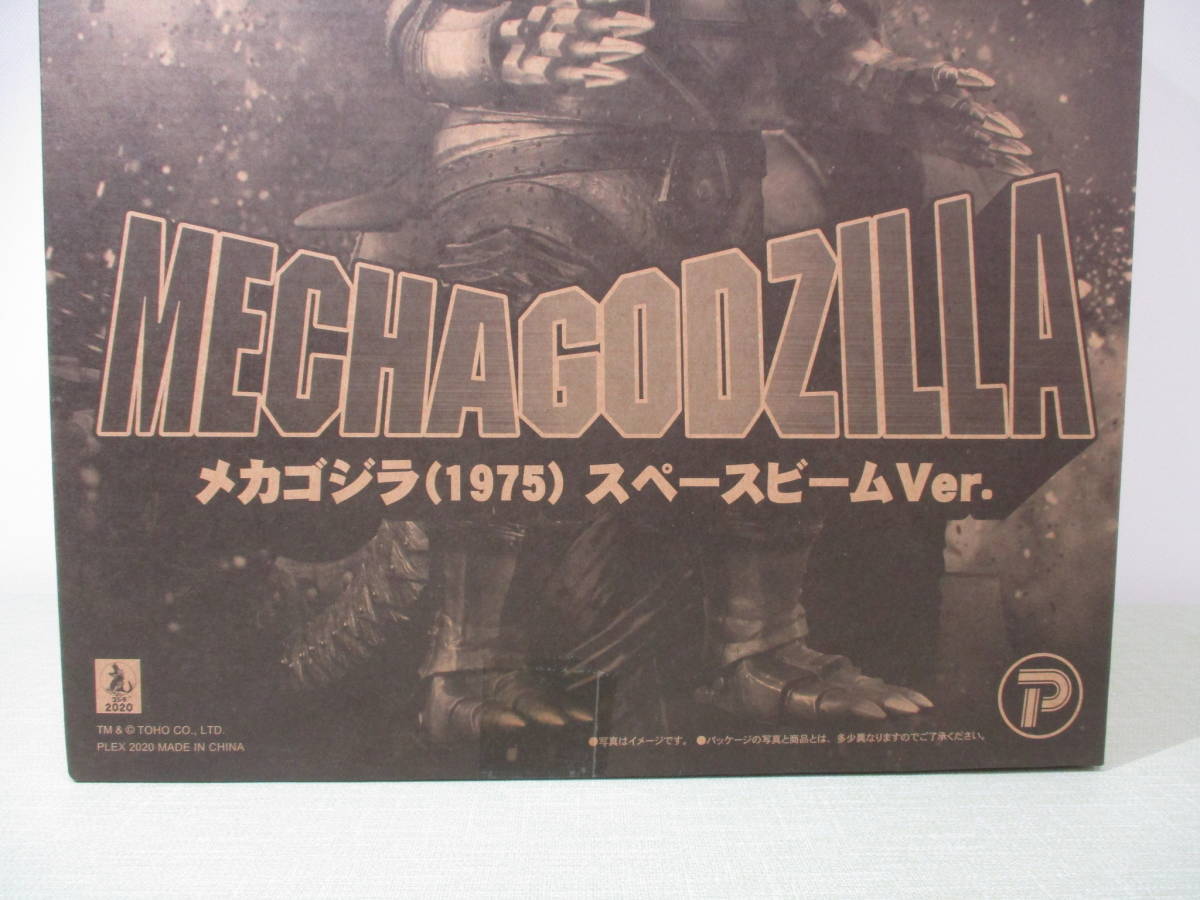 MECHAGODZILLA
メカゴジラ(1975) スペースビームVer.
ゴジラ
2020
TM & © TOHO CO., LTD.
PLEX 2020 MADE IN CHINA
●写真はイメージです。 ●パッケージの写真と商品とは、多少異なりますのでご了承ください。
P